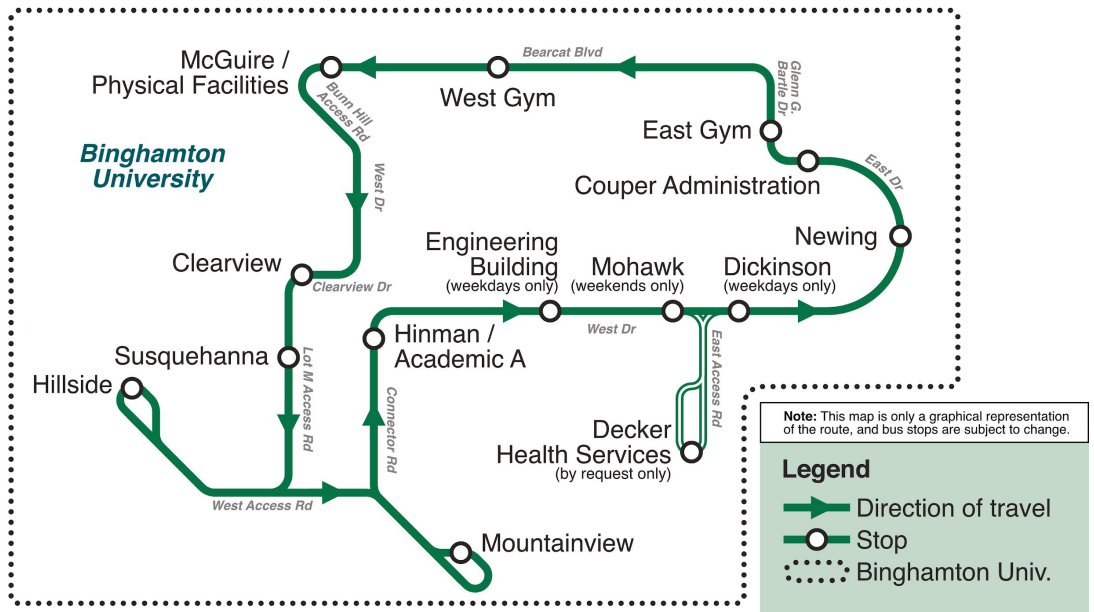 Bearcat Blvd
McGuire /
Physical Facilities
West Gym
Glenn G
Bartle Dr
Bunn Hill
Access Rd
East Gym
Binghamton
University
West Dr
Couper Administration
East Dr
Newing
Clearview
Clearview Dr
Engineering
Building
(weekdays only)
Mohawk
(weekends only)
Dickinson
(weekdays only)
West Dr
Hinman /
Academic A
Susquehanna
Hillside
Lot M Access Rd
Connector Rd
East Access Rd
Decker
Health Services
(by request only)
West Access Rd
Mountainview
Note: This map is only a graphical representation
of the route, and bus stops are subject to change.
Legend
Direction of travel
Stop
Binghamton Univ.